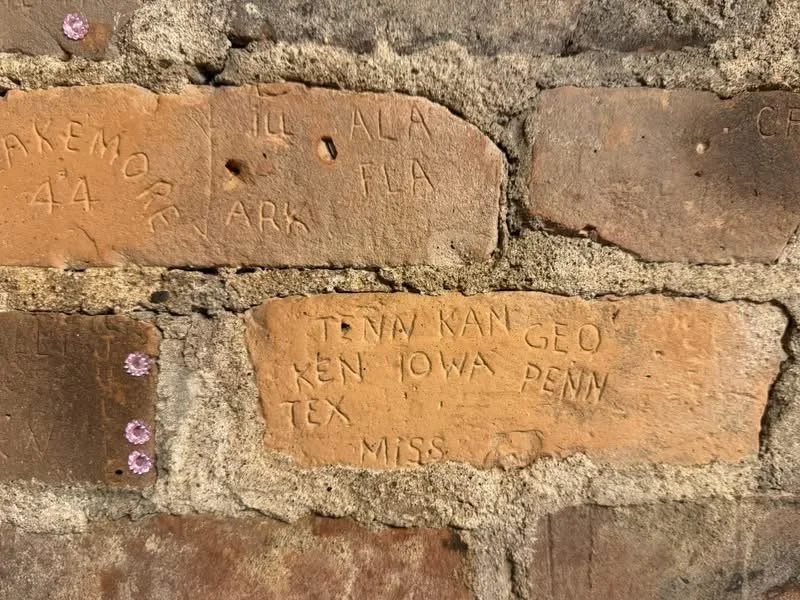 AKEMORE
44
ILL ALA
FLA
ARK
TENN KAN GEO
KEN IOWA PENN
TEX
MISS